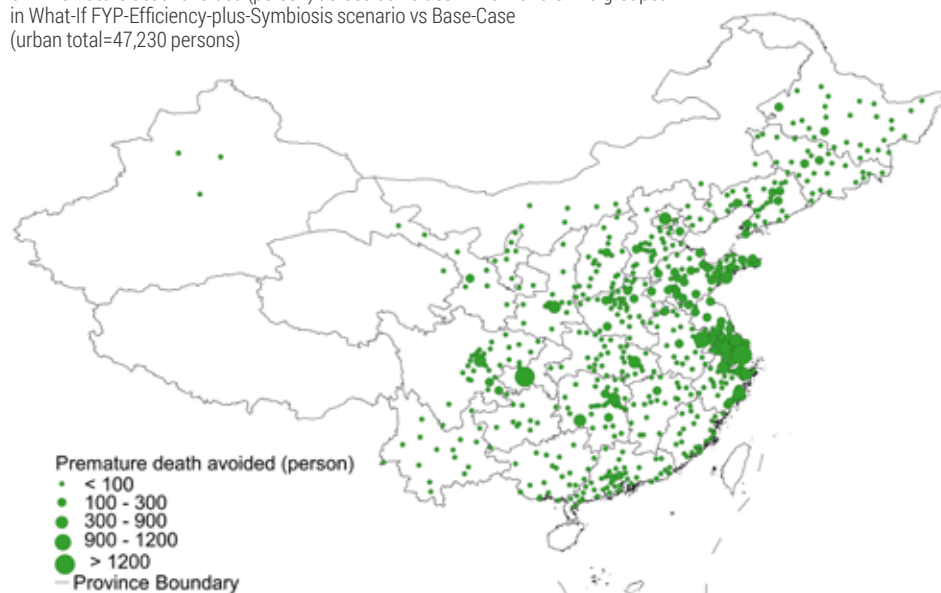 in What-If FYP-Efficiency-plus-Symbiosis scenario vs Base-Case
(urban total=47,230 persons)
Premature death avoided (person)
< 100
100 - 300
300 - 900
900 - 1200
> 1200
Province Boundary